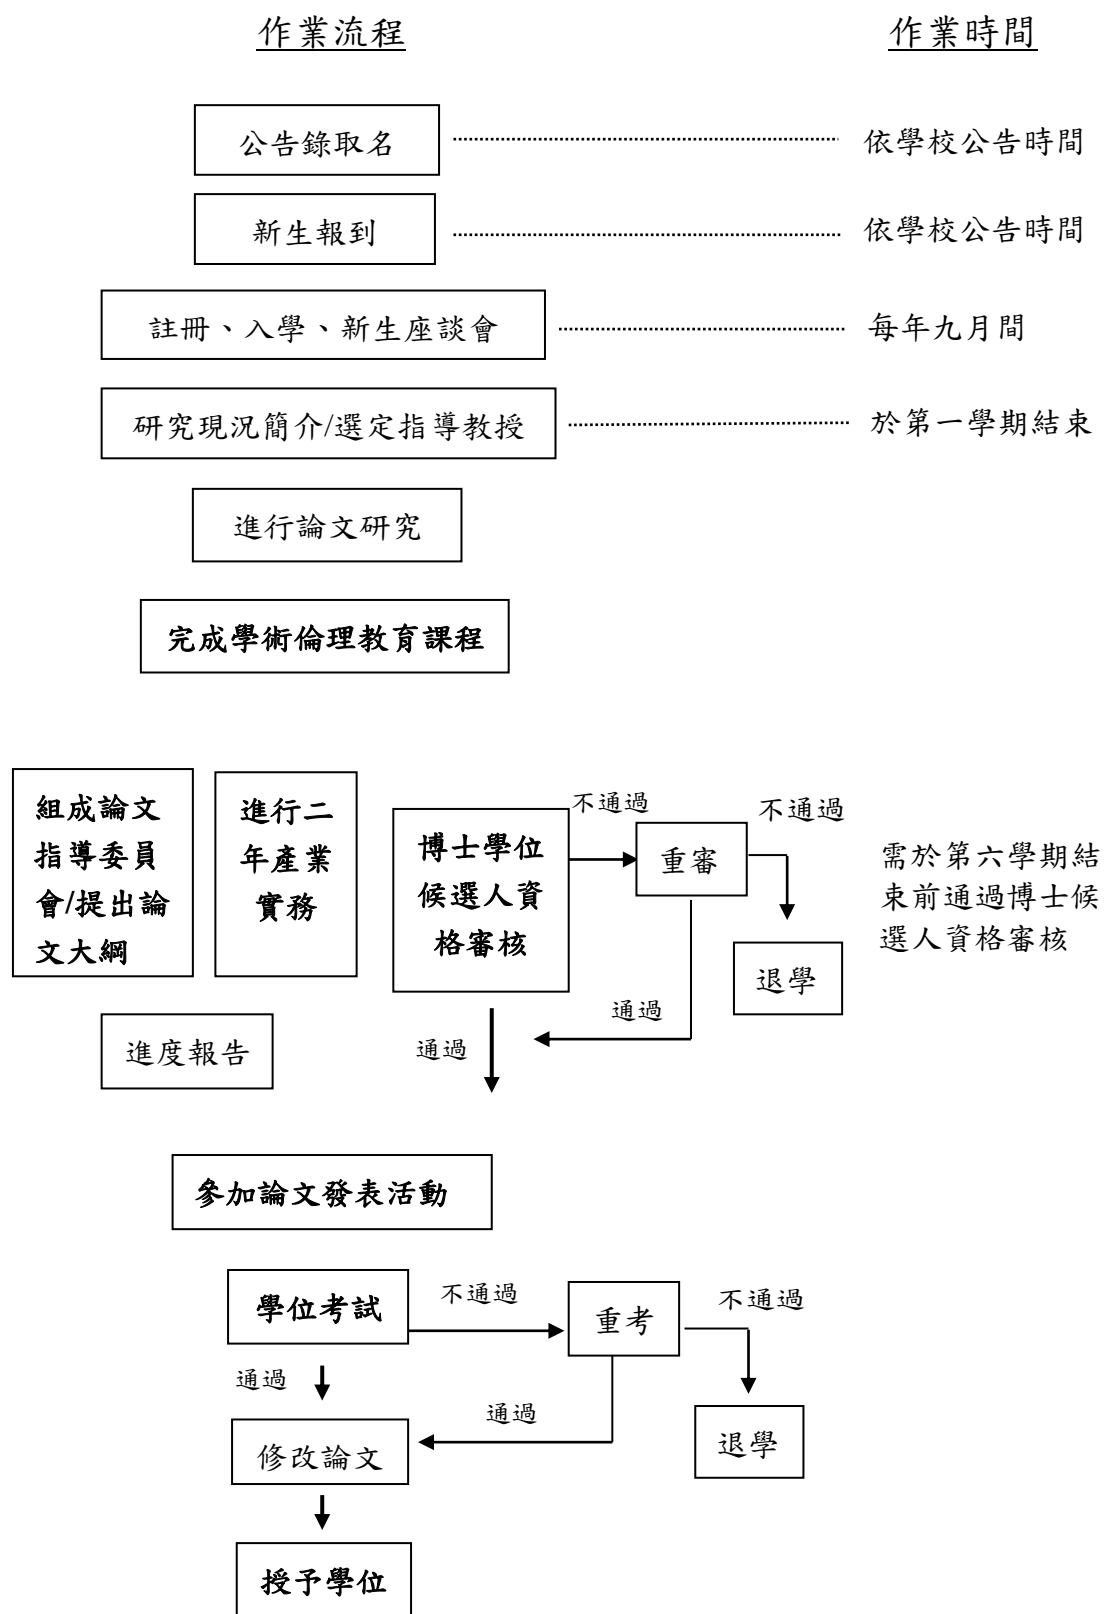 作業流程
作業時間
公告錄取名
依學校公告時間
新生報到
依學校公告時間
註冊、入學、新生座談會
每年九月間
研究現況簡介/選定指導教授
於第一學期結束
進行論文研究
完成學術倫理教育課程
組成論文
指導委員
會/提出論
文大綱
進行二
年產業
實務
博士學位
候選人資
格審核
不通過
重審
不通過
退學
需於第六學期結
束前通過博士候
選人資格審核
通過
通過
進度報告
參加論文發表活動
學位考試
不通過
重考
不通過
退學
通過
通過
修改論文
授予學位